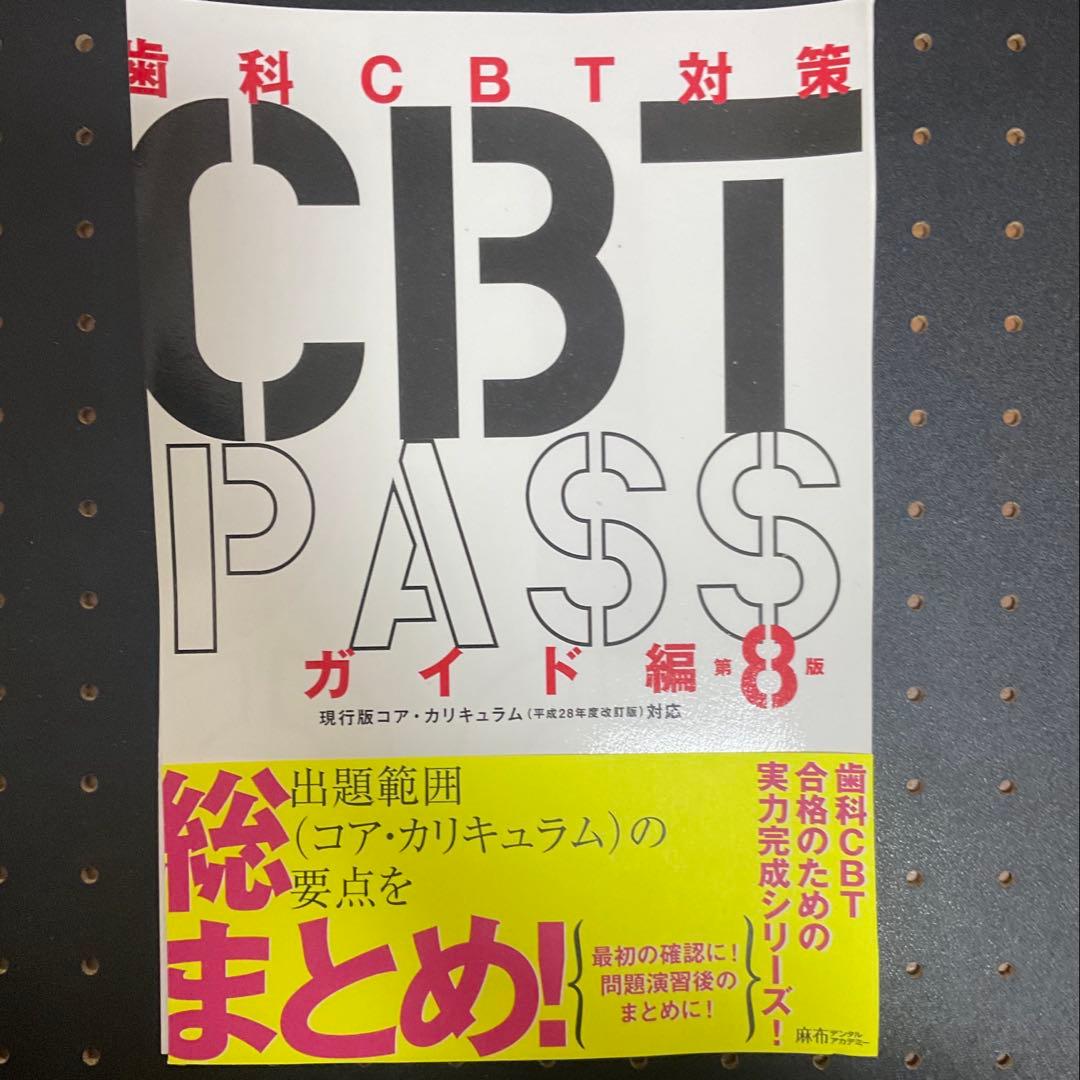 歯科CBT対策
CBT
PASS
ガイド編 第8版
現行版コア・カリキュラム(平成28年度改訂版)対応
出題範囲
(コア・カリキュラム)の
要点を
総
まとめ!
最初の確認に!
問題演習後の
まとめに!
歯科CBT
合格のための
実力完成シリーズ!
麻布デンタルアカデミー